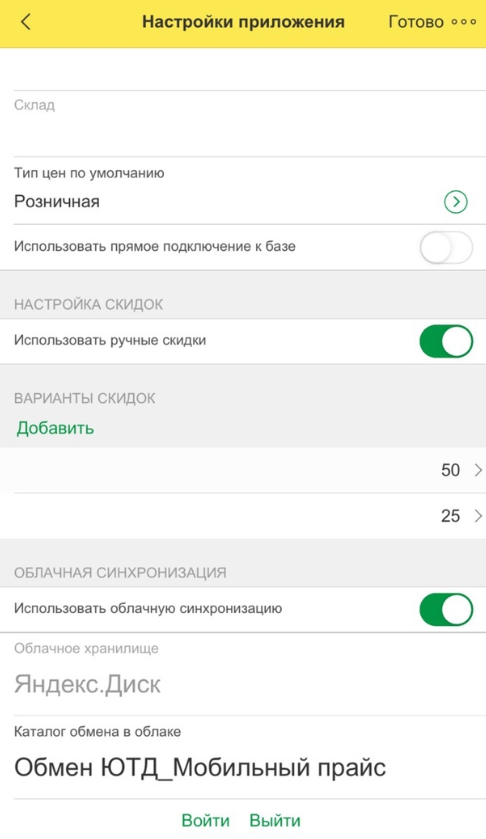 Настройки приложения Готово
Склад
Тип цен по умолчанию
Розничная
Использовать прямое подключение к базе
НАСТРОЙКА СКИДОК
Использовать ручные скидки
ВАРИАНТЫ СКИДОК
Добавить
50
25
ОБЛАЧНАЯ СИНХРОНИЗАЦИЯ
Использовать облачную синхронизацию
Облачное хранилище
Яндекс.Диск
Каталог обмена в облаке
Обмен ЮТД_Мобильный прайс
Войти Выйти